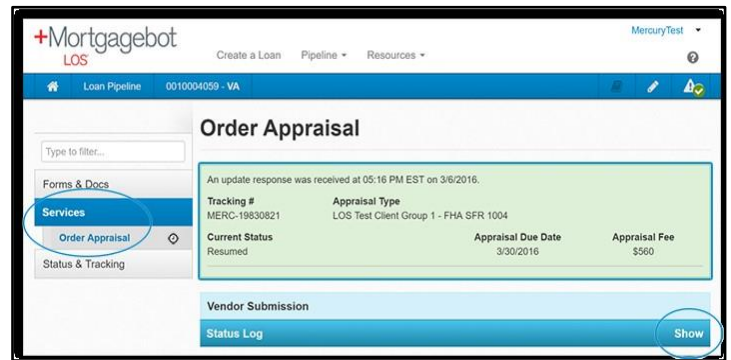 +Mortgagebot
LOS
MercuryTest
Create a Loan Pipeline Resources
Loan Pipeline 0010004059 - VA
Order Appraisal
Type to filter...
Forms & Docs
Services
Order Appraisal
Status & Tracking
An update response was received at 05:16 PM EST on 3/6/2016.
Tracking # Appraisal Type
MERC-19830821 LOS Test Client Group 1 - FHA SFR 1004
Current Status Appraisal Due Date Appraisal Fee
Resumed 3/30/2016 $560
Vendor Submission
Status Log Show